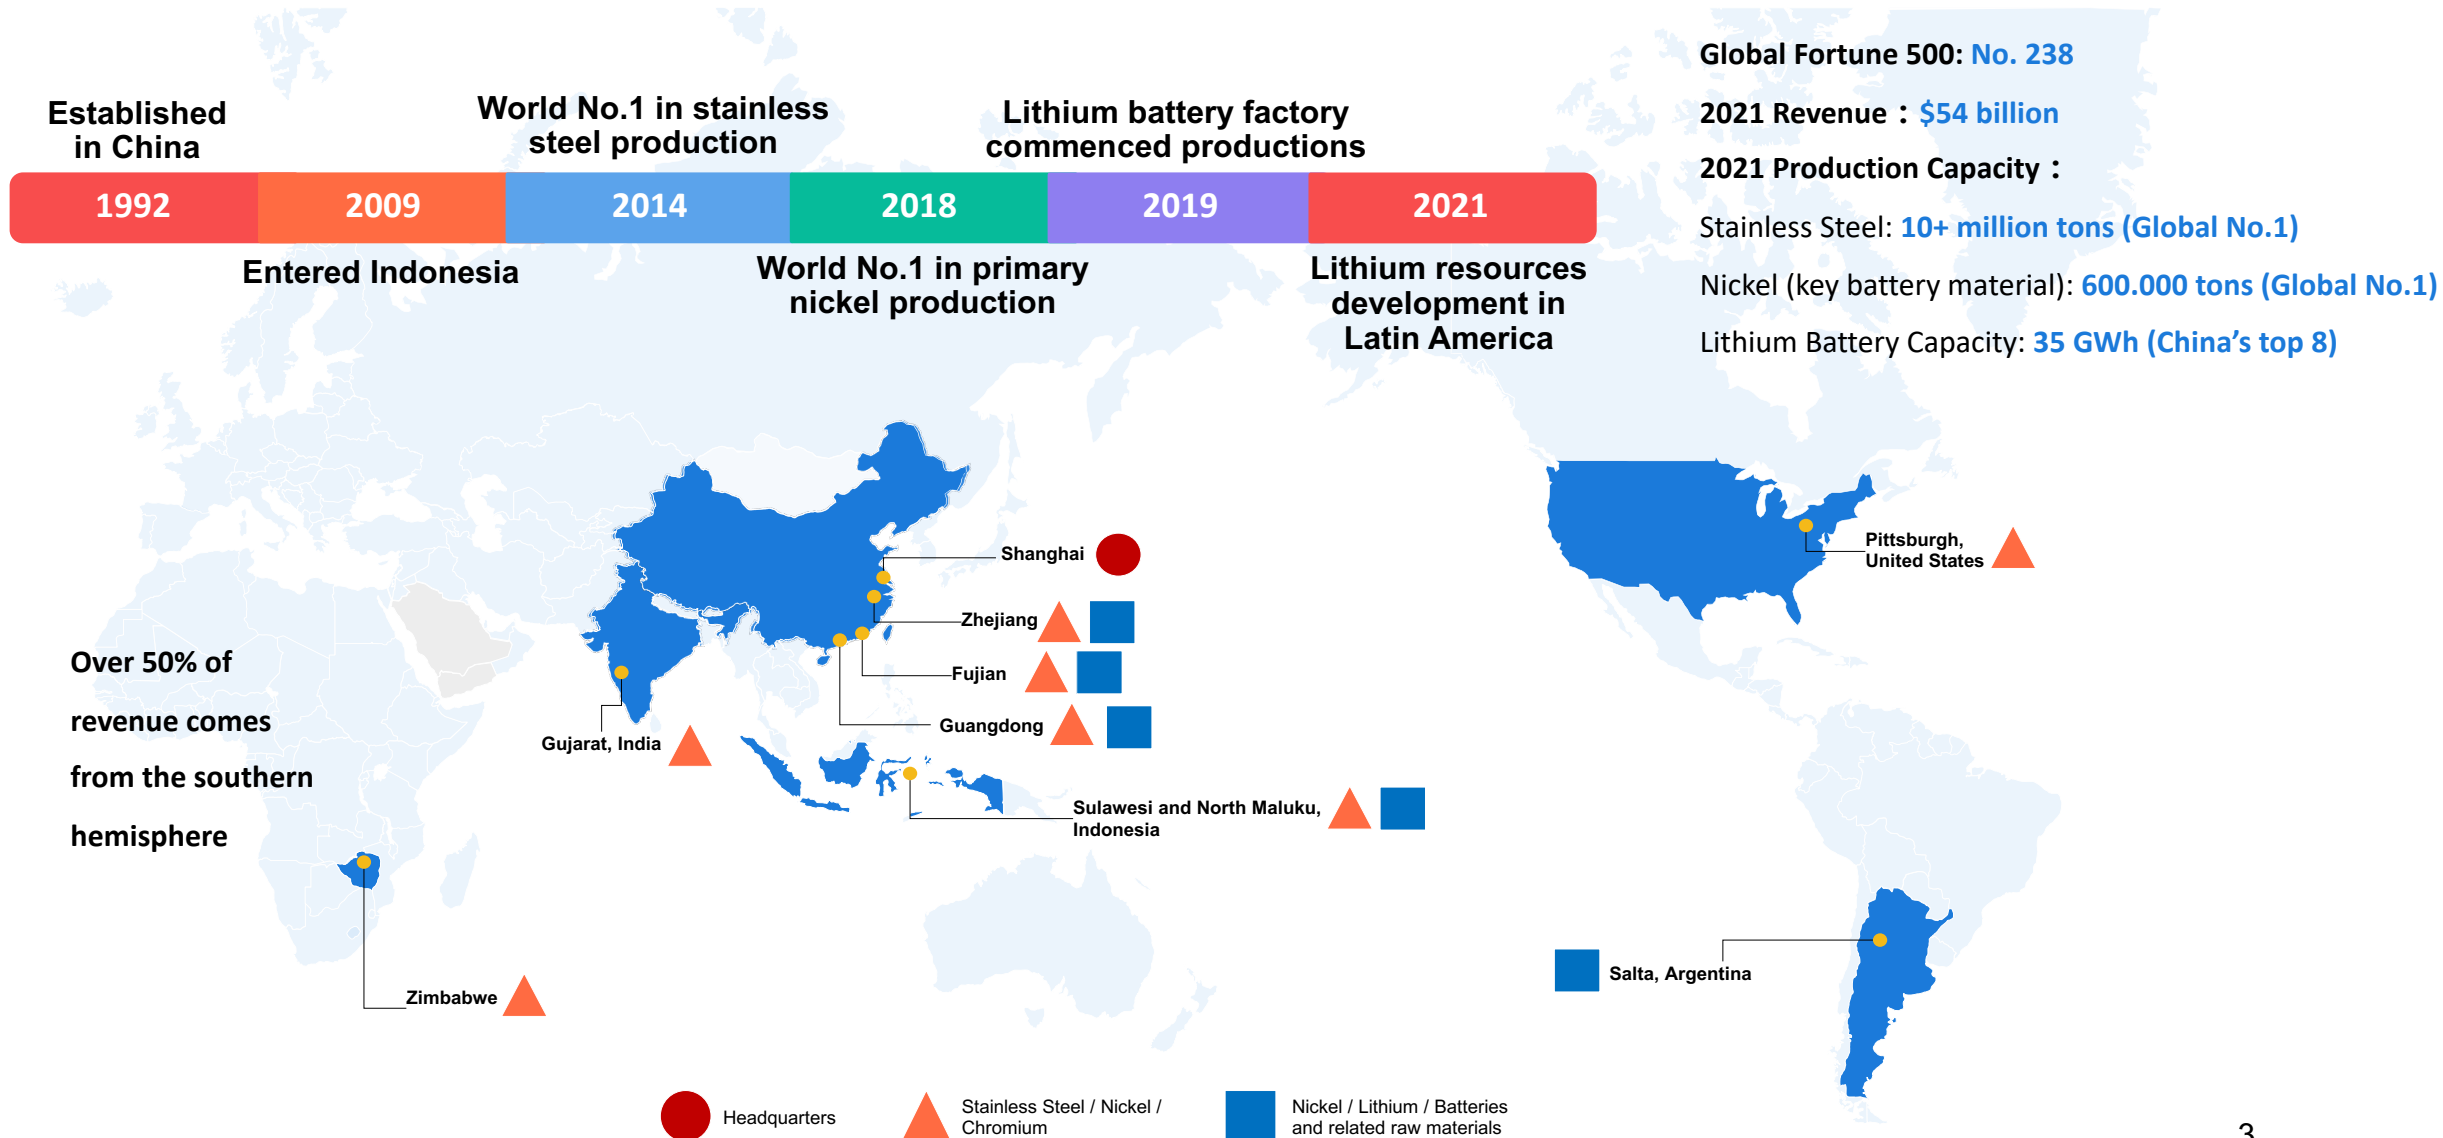 Global Fortune 500: No. 238
2021 Revenue：$54 billion
2021 Production Capacity：
Stainless Steel: 10+ million tons (Global No.1)
Nickel (key battery material): 600.000 tons (Global No.1)
Lithium Battery Capacity: 35 GWh (China’s top 8)
Established
in China
World No.1 in stainless
steel production
Lithium battery factory
commenced productions
1992
2009
2014
2018
2019
2021
Entered Indonesia
World No.1 in primary
nickel production
Lithium resources
development in
Latin America
Shanghai
Zhejiang
Fujian
Guangdong
Gujarat, India
Sulawesi and North Maluku,
Indonesia
Pittsburgh,
United States
Over 50% of
revenue comes
from the southern
hemisphere
Zimbabwe
Salta, Argentina
Headquarters
Stainless Steel / Nickel /
Chromium
Nickel / Lithium / Batteries
and related raw materials
3